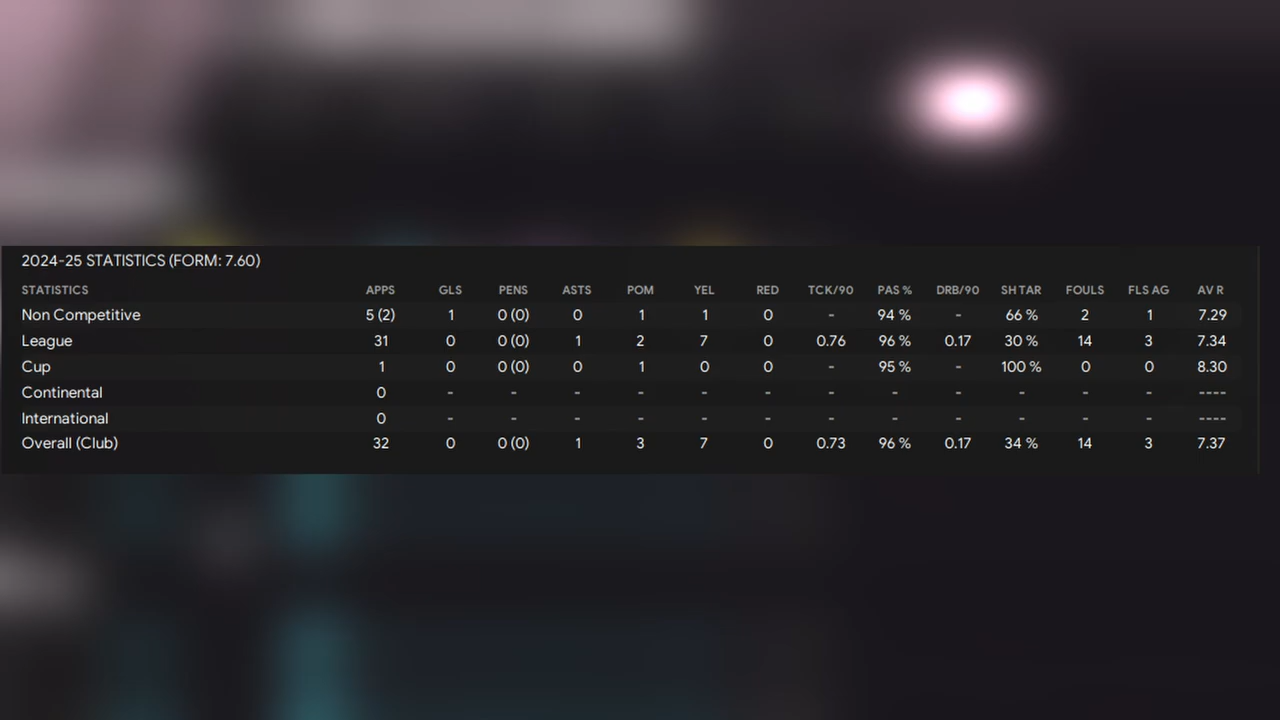 2024-25 STATISTICS (FORM: 7.60)
STATISTICS APPS GLS PENS ASTS POM YEL RED TCK/90 PAS % DRB/90 SH TAR FOULS FLS AG AV R
Non Competitive 5 (2) 1 0 (0) 0 1 1 0 - 94 % - 66 % 2 1 7.29
League 31 0 0 (0) 1 2 7 0 0.76 96 % 0.17 30 % 14 3 7.34
Cup 1 0 0 (0) 0 1 0 0 - 95 % - 100 % 0 0 8.30
Continental 0 - - - - - - - - - - - - ----
International 0 - - - - - - - - - - - - ----
Overall (Club) 32 0 0 (0) 1 3 7 0 0.73 96 % 0.17 34 % 14 3 7.37